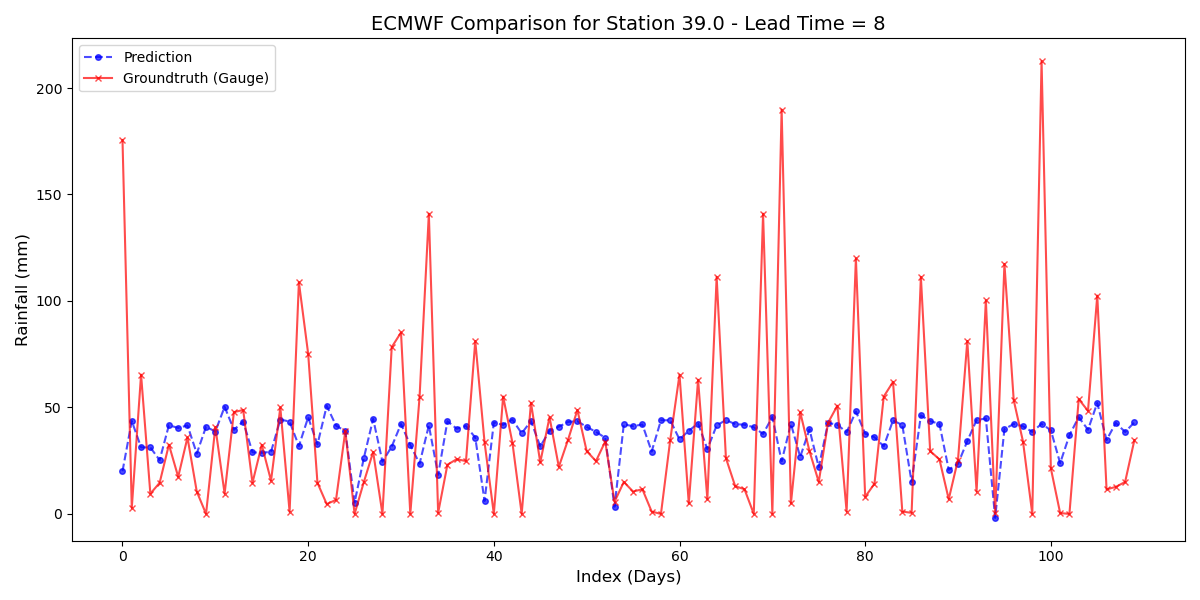 ECMWF Comparison for Station 39.0 - Lead Time = 8
Prediction
Groundtruth (Gauge)
Rainfall (mm)
200
150
100
50
0
0 20 40 60 80 100
Index (Days)